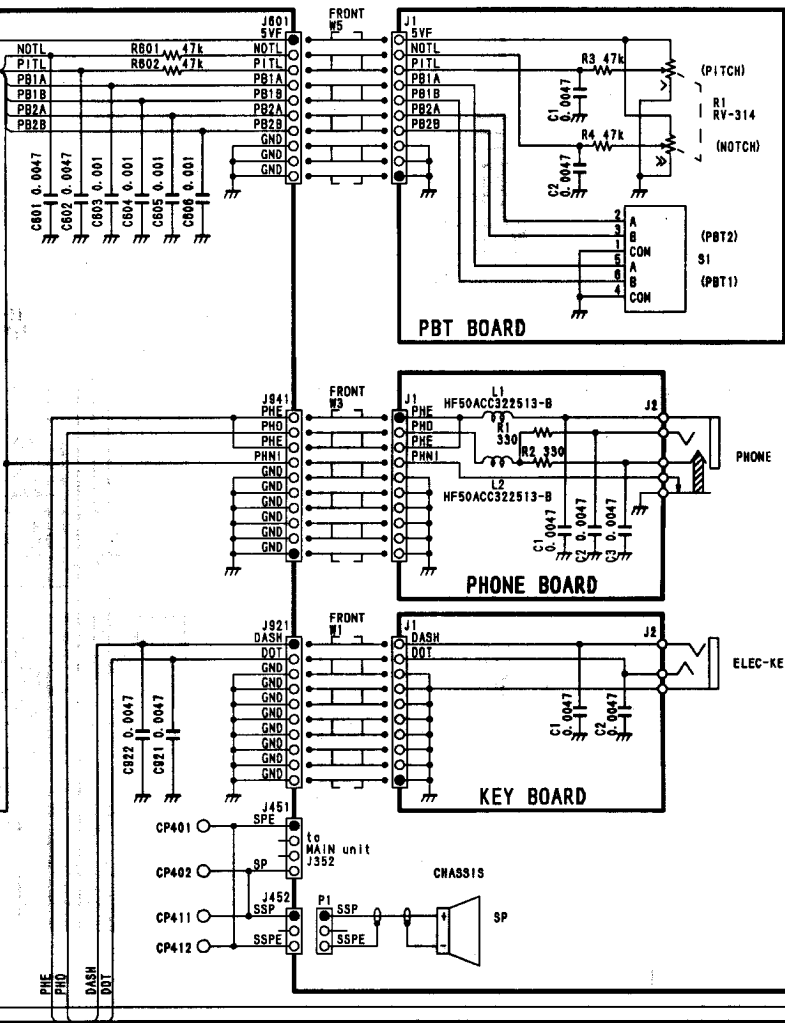 J601
FRONT
W5
J1
5VF
5VF
NOTL
R601 47k
NOTL
NOTL
PITL
R602 47k
PITL
PITL
PB1A
PB1A
PB1A
PB1B
PB1B
PB1B
PB2A
PB2A
PB2A
PB2B
PB2B
PB2B
GND
GND
GND
C601 0.0047
C602 0.0047
C603 0.001
C604 0.001
C605 0.001
C606 0.001
R3 47k
(PITCH)
C1
0.0047
R1
RV-314
R4 47k
(NOTCH)
C2
0.0047
2 A
3 B
1 COM
5 A
6 B
4 COM
(PBT2)
S1
(PBT1)
PBT BOARD
J941
FRONT
W3
J1
PHE
PHO
PHE
PHNI
GND
GND
GND
GND
GND
GND
PHE
PHO
PHE
PHNI
L1
HF50ACC322513-B
R1
330
R2 330
L2
HF50ACC322513-B
J2
PHONE
C1
0.0047
C2 0.0047
C3 0.0047
PHONE BOARD
J921
FRONT
W1
J1
DASH
DOT
GND
GND
GND
GND
GND
GND
GND
GND
DASH
DOT
J2
ELEC-KE
C922 0.0047
C921 0.0047
C1
0.0047
C2
0.0047
KEY BOARD
J451
CP401
SPE
to
MAIN unit
J352
CP402
SP
CHASSIS
J452
P1
CP411
SSP
SSP
+
SP
CP412
SSPE
SSPE
-
PHE
PHO
DASH
DOT